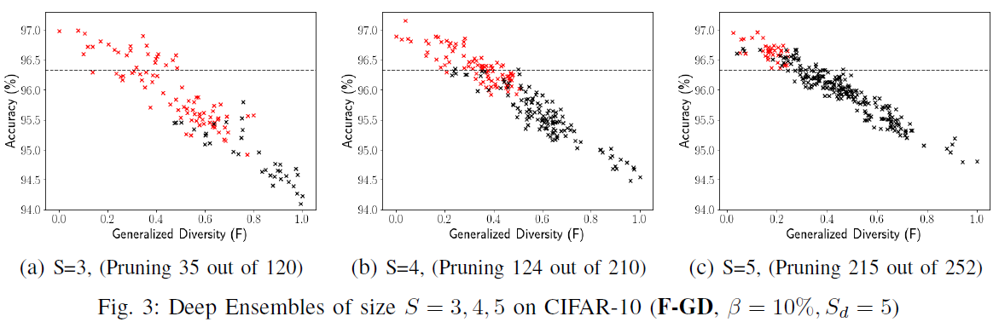 97.0
96.5
96.0
95.5
95.0
94.5
94.0
Accuracy (%)
0.0 0.2 0.4 0.6 0.8 1.0
Generalized Diversity (F)
97.0
96.5
96.0
95.5
95.0
94.5
94.0
Accuracy (%)
0.0 0.2 0.4 0.6 0.8 1.0
Generalized Diversity (F)
97.0
96.5
96.0
95.5
95.0
94.5
94.0
Accuracy (%)
0.0 0.2 0.4 0.6 0.8 1.0
Generalized Diversity (F)
(a) S=3, (Pruning 35 out of 120)
(b) S=4, (Pruning 124 out of 210)
(c) S=5, (Pruning 215 out of 252)
Fig. 3: Deep Ensembles of size S = 3, 4, 5 on CIFAR-10 (F-GD, β = 10%, S_d = 5)